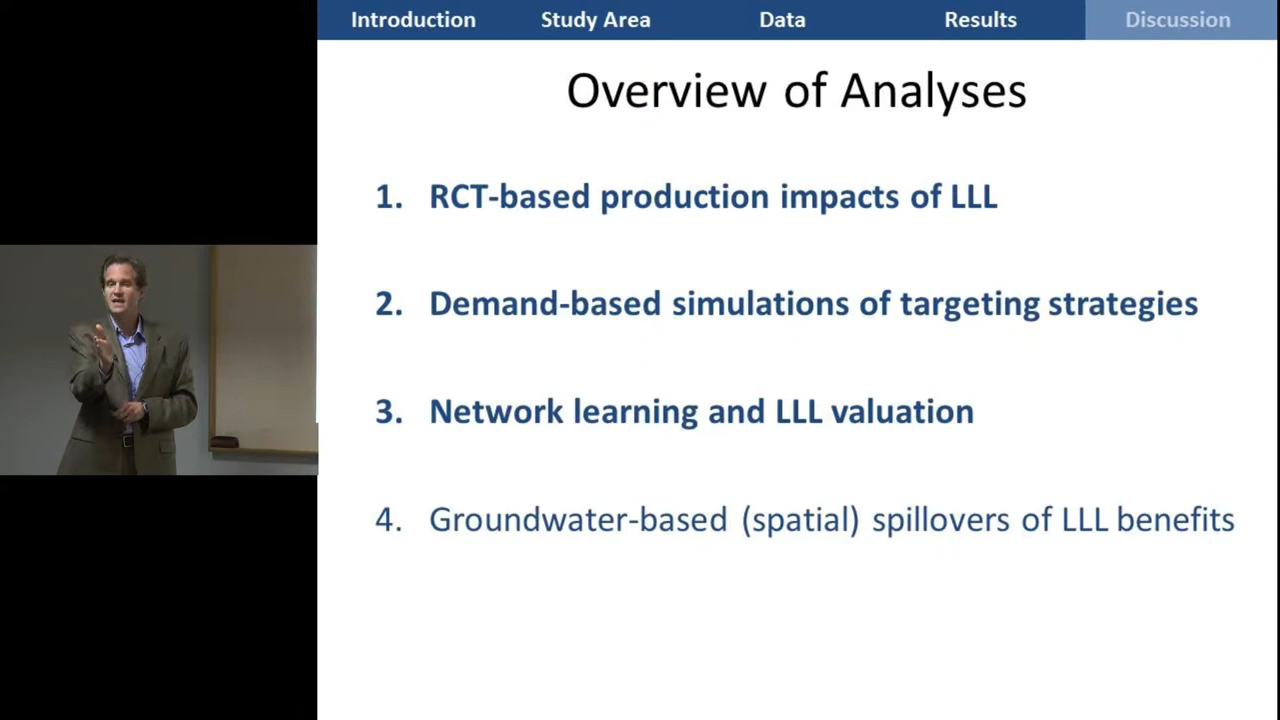 Introduction Study Area Data Results Discussion
Overview of Analyses
1. RCT-based production impacts of LLL
2. Demand-based simulations of targeting strategies
3. Network learning and LLL valuation
4. Groundwater-based (spatial) spillovers of LLL benefits